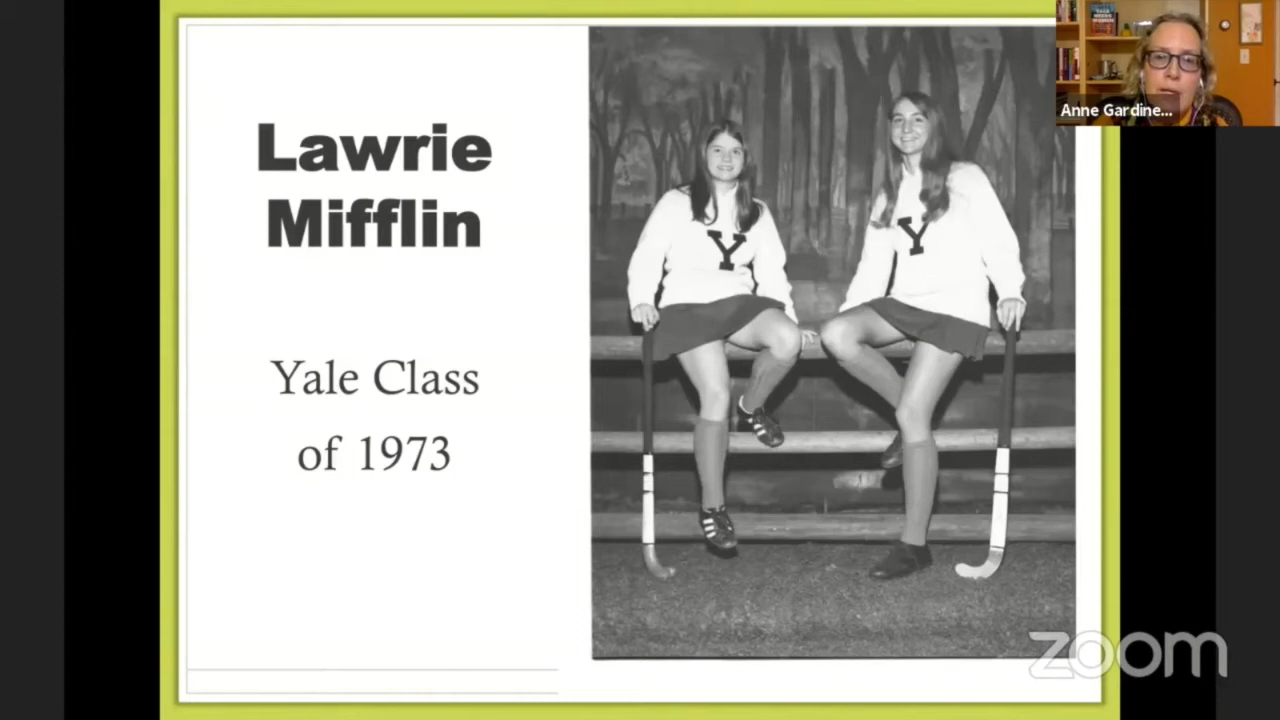 Lawrie
Mifflin
Yale Class
of 1973
Y
Y
Anne Gardine...
zoom